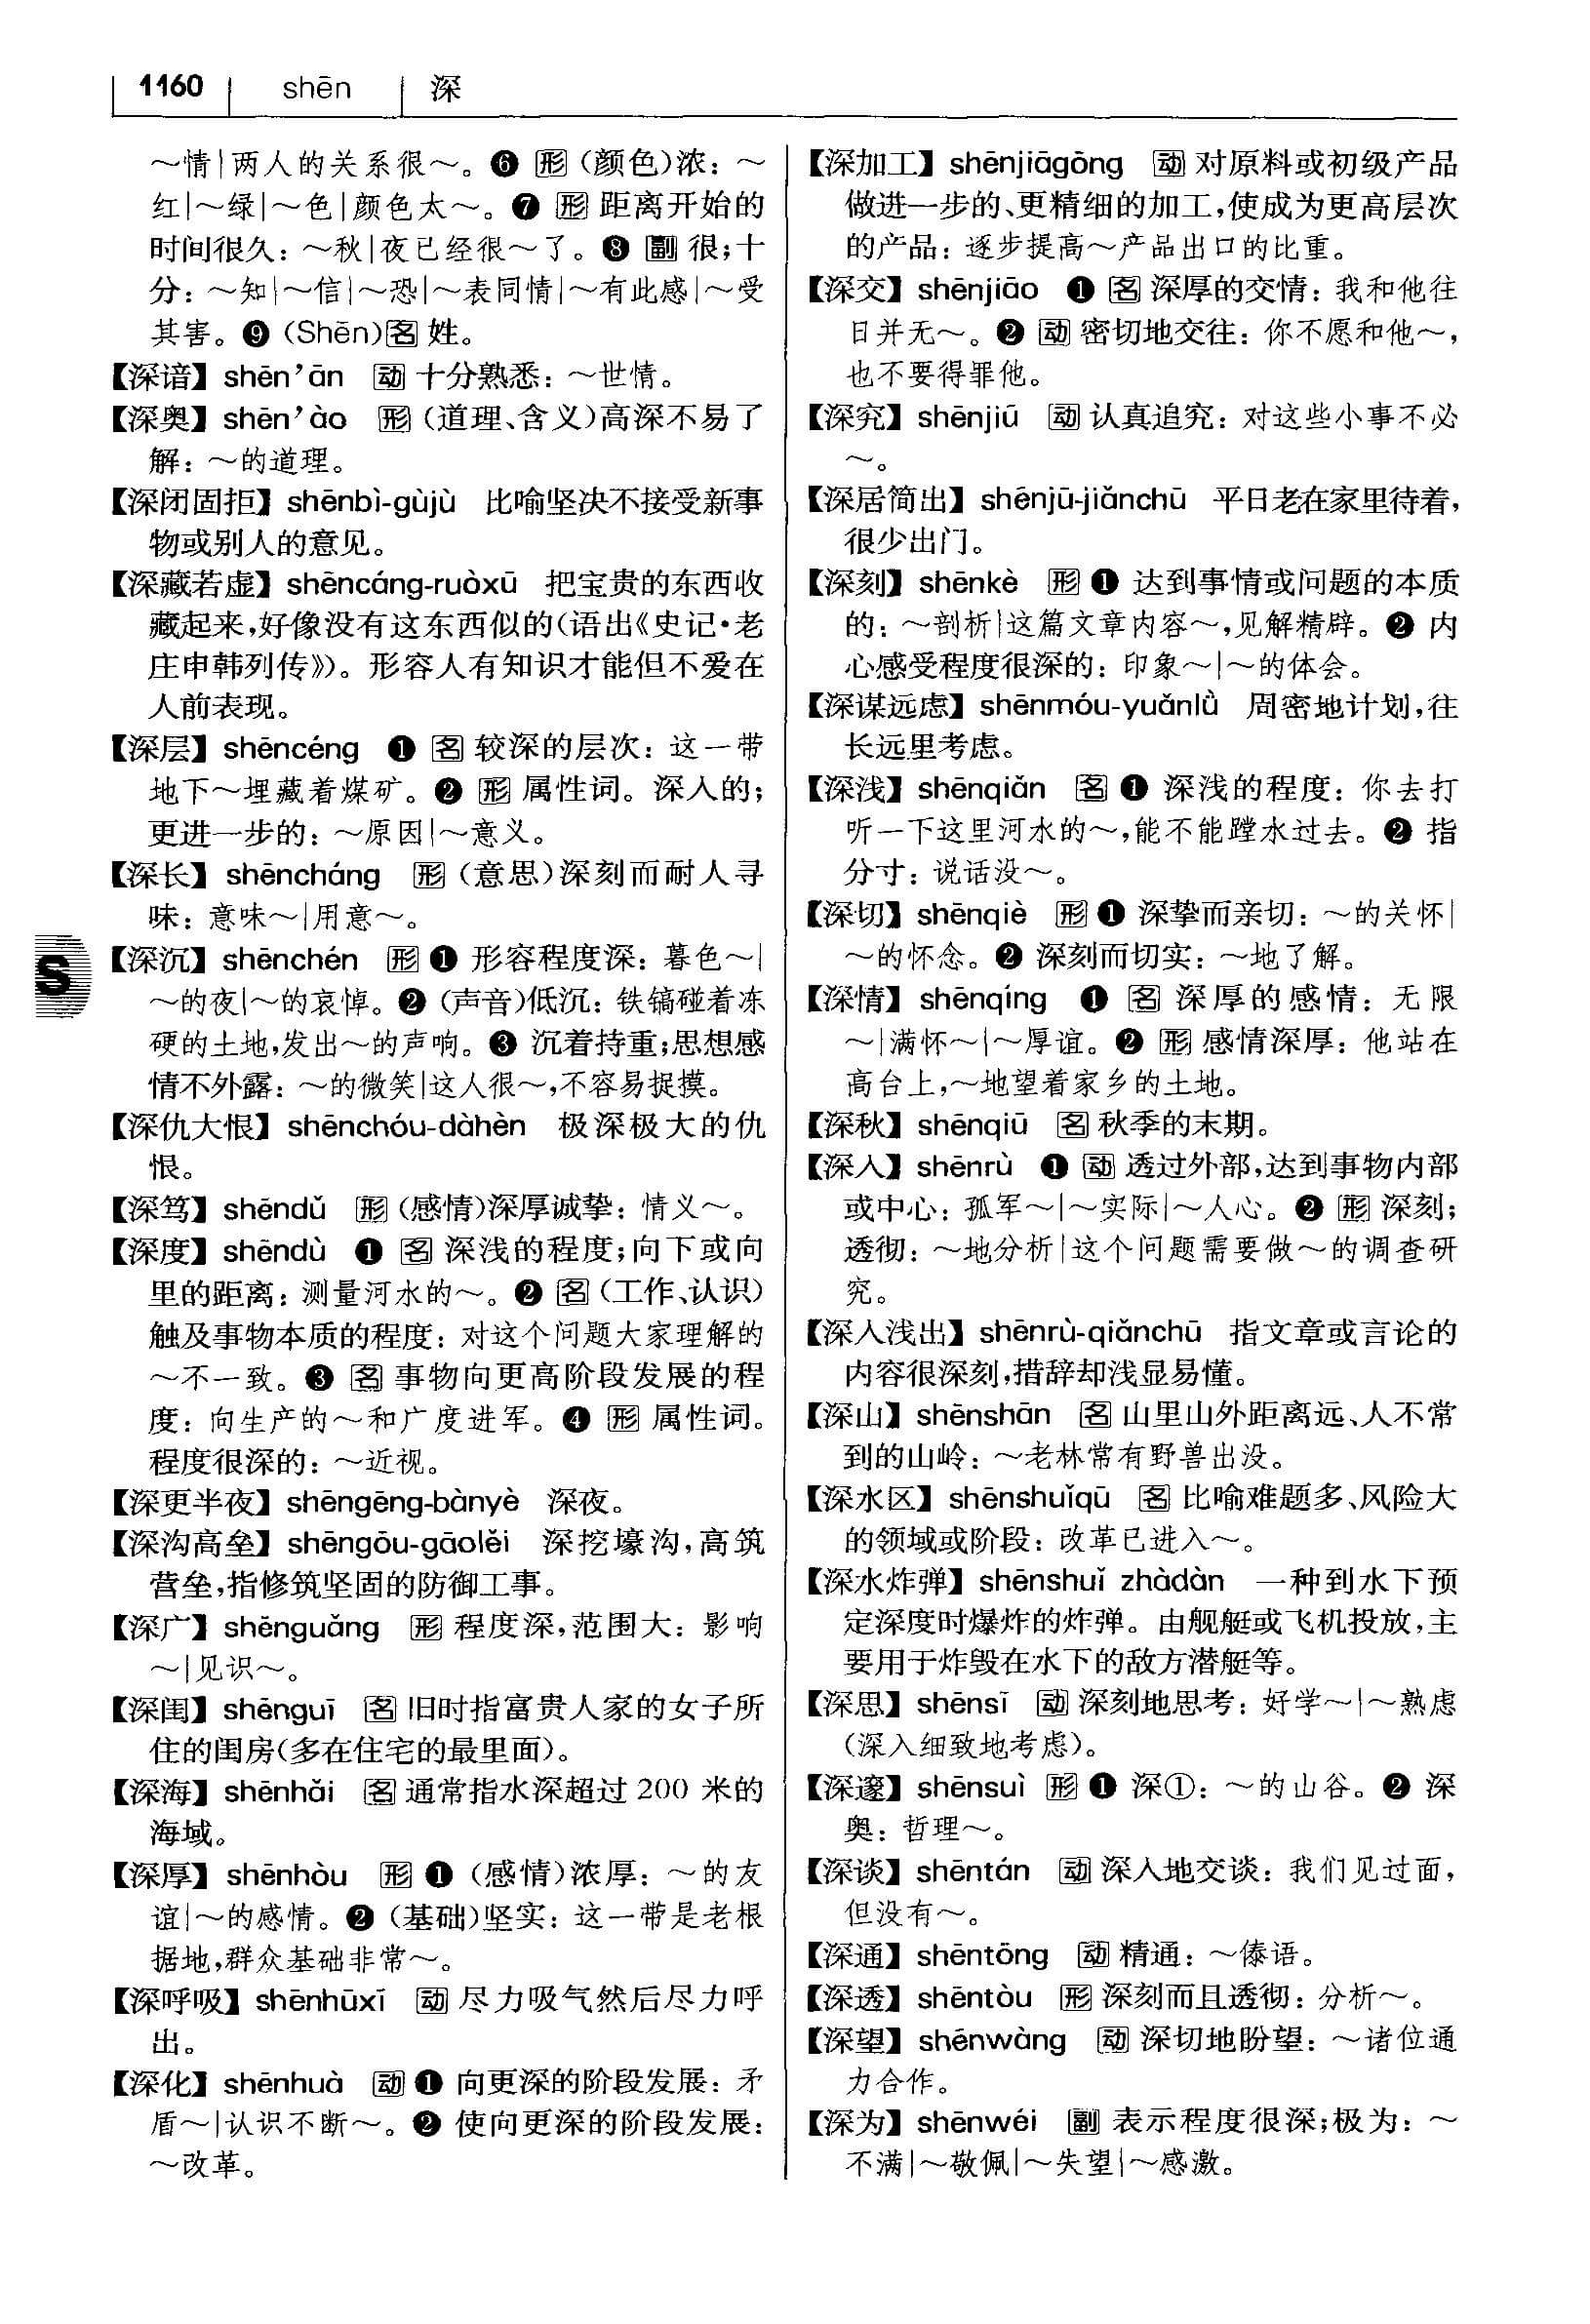 1160 shēn 深
～情|两人的关系很～。❻ 形 (颜色)浓：～
红|～绿|～色|颜色太～。❼ 形 距离开始的
时间很久：～秋|夜已经很～了。❽ 副 很；十
分：～知|～信|～恐|～表同情|～有此感|～受
其害。❾ (Shēn)名 姓。
【深谙】shēn’ān 动 十分熟悉：～世情。
【深奥】shēn’ào 形 (道理、含义)高深不易了
解：～的道理。
【深闭固拒】shēnbì-gùjù 比喻坚决不接受新事
物或别人的意见。
【深藏若虚】shēncáng-ruòxū 把宝贵的东西收
藏起来，好像没有这东西似的(语出《史记·老
庄申韩列传》)。形容人有知识才能但不爱在
人前表现。
【深层】shēncéng ❶ 名 较深的层次：这一带
地下～埋藏着煤矿。❷ 形 属性词。深入的；
更进一步的：～原因|～意义。
【深长】shēncháng 形 (意思)深刻而耐人寻
味：意味～|用意～。
S
【深沉】shēnchén 形 ❶ 形容程度深：暮色～|
～的夜|～的哀悼。❷ (声音)低沉：铁镐碰着冻
硬的土地，发出～的声响。❸ 沉着持重；思想感
情不外露：～的微笑|这人很～，不容易捉摸。
【深仇大恨】shēnchóu-dàhèn 极深极大的仇
恨。
【深笃】shēndǔ 形 (感情)深厚诚挚：情义～。
【深度】shēndù ❶ 名 深浅的程度；向下或向
里的距离：测量河水的～。❷ 名 (工作、认识)
触及事物本质的程度：对这个问题大家理解的
～不一致。❸ 名 事物向更高阶段发展的程
度：向生产的～和广度进军。❹ 形 属性词。
程度很深的：～近视。
【深更半夜】shēngēng-bànyè 深夜。
【深沟高垒】shēngōu-gāolěi 深挖壕沟，高筑
营垒，指修筑坚固的防御工事。
【深广】shēnguǎng 形 程度深，范围大：影响
～|见识～。
【深闺】shēnguī 名 旧时指富贵人家的女子所
住的闺房(多在住宅的最里面)。
【深海】shēnhǎi 名 通常指水深超过 200 米的
海域。
【深厚】shēnhòu 形 ❶ (感情)浓厚：～的友
谊|～的感情。❷ (基础)坚实：这一带是老根
据地，群众基础非常～。
【深呼吸】shēnhūxī 动 尽力吸气然后尽力呼
出。
【深化】shēnhuà 动 ❶ 向更深的阶段发展：矛
盾～|认识不断～。❷ 使向更深的阶段发展：
～改革。
【深加工】shēnjiāgōng 动 对原料或初级产品
做进一步的、更精细的加工，使成为更高层次
的产品：逐步提高～产品出口的比重。
【深交】shēnjiāo ❶ 名 深厚的交情：我和他往
日并无～。❷ 动 密切地交往：你不愿和他～，
也不要得罪他。
【深究】shēnjiū 动 认真追究：对这些小事不必
～。
【深居简出】shēnjū-jiǎnchū 平日老在家里待着，
很少出门。
【深刻】shēnkè 形 ❶ 达到事情或问题的本质
的：～剖析|这篇文章内容～，见解精辟。❷ 内
心感受程度很深的：印象～|～的体会。
【深谋远虑】shēnmóu-yuǎnlǜ 周密地计划，往
长远里考虑。
【深浅】shēnqiǎn 名 ❶ 深浅的程度：你去打
听一下这里河水的～，能不能蹚水过去。❷ 指
分寸：说话没～。
【深切】shēnqiè 形 ❶ 深挚而亲切：～的关怀|
～的怀念。❷ 深刻而切实：～地了解。
【深情】shēnqíng ❶ 名 深厚的感情：无限
～|满怀～|～厚谊。❷ 形 感情深厚：他站在
高台上，～地望着家乡的土地。
【深秋】shēnqiū 名 秋季的末期。
【深入】shēnrù ❶ 动 透过外部，达到事物内部
或中心：孤军～|～实际|～人心。❷ 形 深刻；
透彻：～地分析|这个问题需要做～的调查研
究。
【深入浅出】shēnrù-qiǎnchū 指文章或言论的
内容很深刻，措辞却浅显易懂。
【深山】shēnshān 名 山里山外距离远、人不常
到的山岭：～老林常有野兽出没。
【深水区】shēnshuǐqū 名 比喻难题多、风险大
的领域或阶段：改革已进入～。
【深水炸弹】shēnshuǐ zhàdàn 一种到水下预
定深度时爆炸的炸弹。由舰艇或飞机投放，主
要用于炸毁在水下的敌方潜艇等。
【深思】shēnsī 动 深刻地思考：好学～|～熟虑
(深入细致地考虑)。
【深邃】shēnsuì 形 ❶ 深①：～的山谷。❷ 深
奥：哲理～。
【深谈】shēntán 动 深入地交谈：我们见过面，
但没有～。
【深通】shēntōng 动 精通：～傣语。
【深透】shēntòu 形 深刻而且透彻：分析～。
【深望】shēnwàng 动 深切地盼望：～诸位通
力合作。
【深为】shēnwéi 副 表示程度很深；极为：～
不满|～敬佩|～失望|～感激。